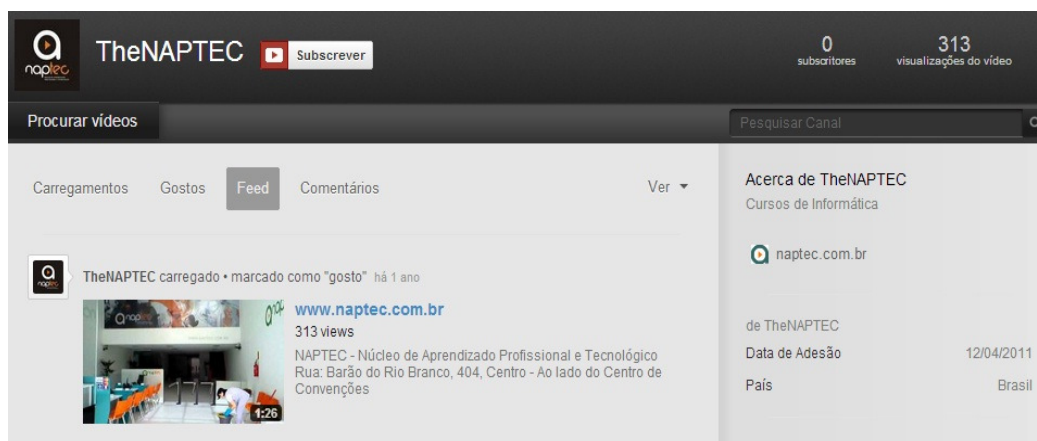 naptec
TheNAPTEC
Subscrever
0
subscritores
313
visualizações do vídeo
Procurar vídeos
Pesquisar Canal
Carregamentos
Gostos
Feed
Comentários
Ver
TheNAPTEC carregado • marcado como "gosto" há 1 ano
www.naptec.com.br
313 views
NAPTEC - Núcleo de Aprendizado Profissional e Tecnológico
Rua: Barão do Rio Branco, 404, Centro - Ao lado do Centro de
Convenções
1:26
Acerca de TheNAPTEC
Cursos de Informática
naptec.com.br
de TheNAPTEC
Data de Adesão 12/04/2011
País Brasil